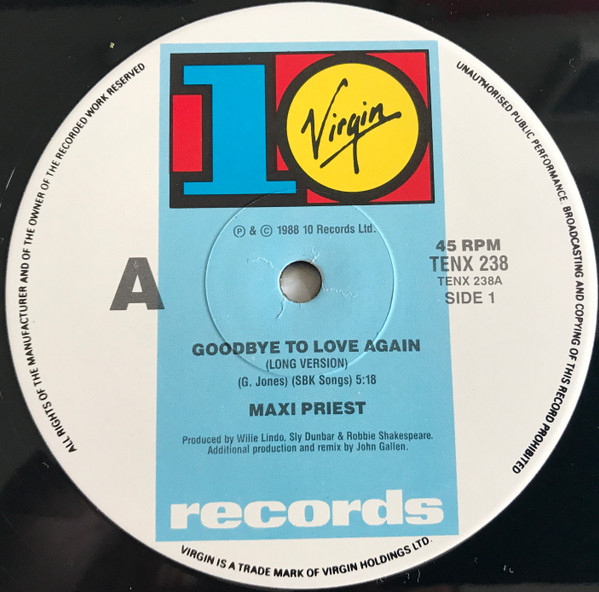 ALL RIGHTS OF THE MANUFACTURER AND OF THE OWNER OF THE RECORDED WORK RESERVED
UNAUTHORISED PUBLIC PERFORMANCE BROADCASTING AND COPYING OF THIS RECORD PROHIBITED
10
Virgin
℗ & © 1988 10 Records Ltd.
A
45 RPM
TENX 238
TENX 238A
SIDE 1
GOODBYE TO LOVE AGAIN
(LONG VERSION)
(G. Jones) (SBK Songs) 5:18
MAXI PRIEST
Produced by Wilie Lindo, Sly Dunbar & Robbie Shakespeare.
Additional production and remix by John Gallen.
records
VIRGIN IS A TRADE MARK OF VIRGIN HOLDINGS LTD.